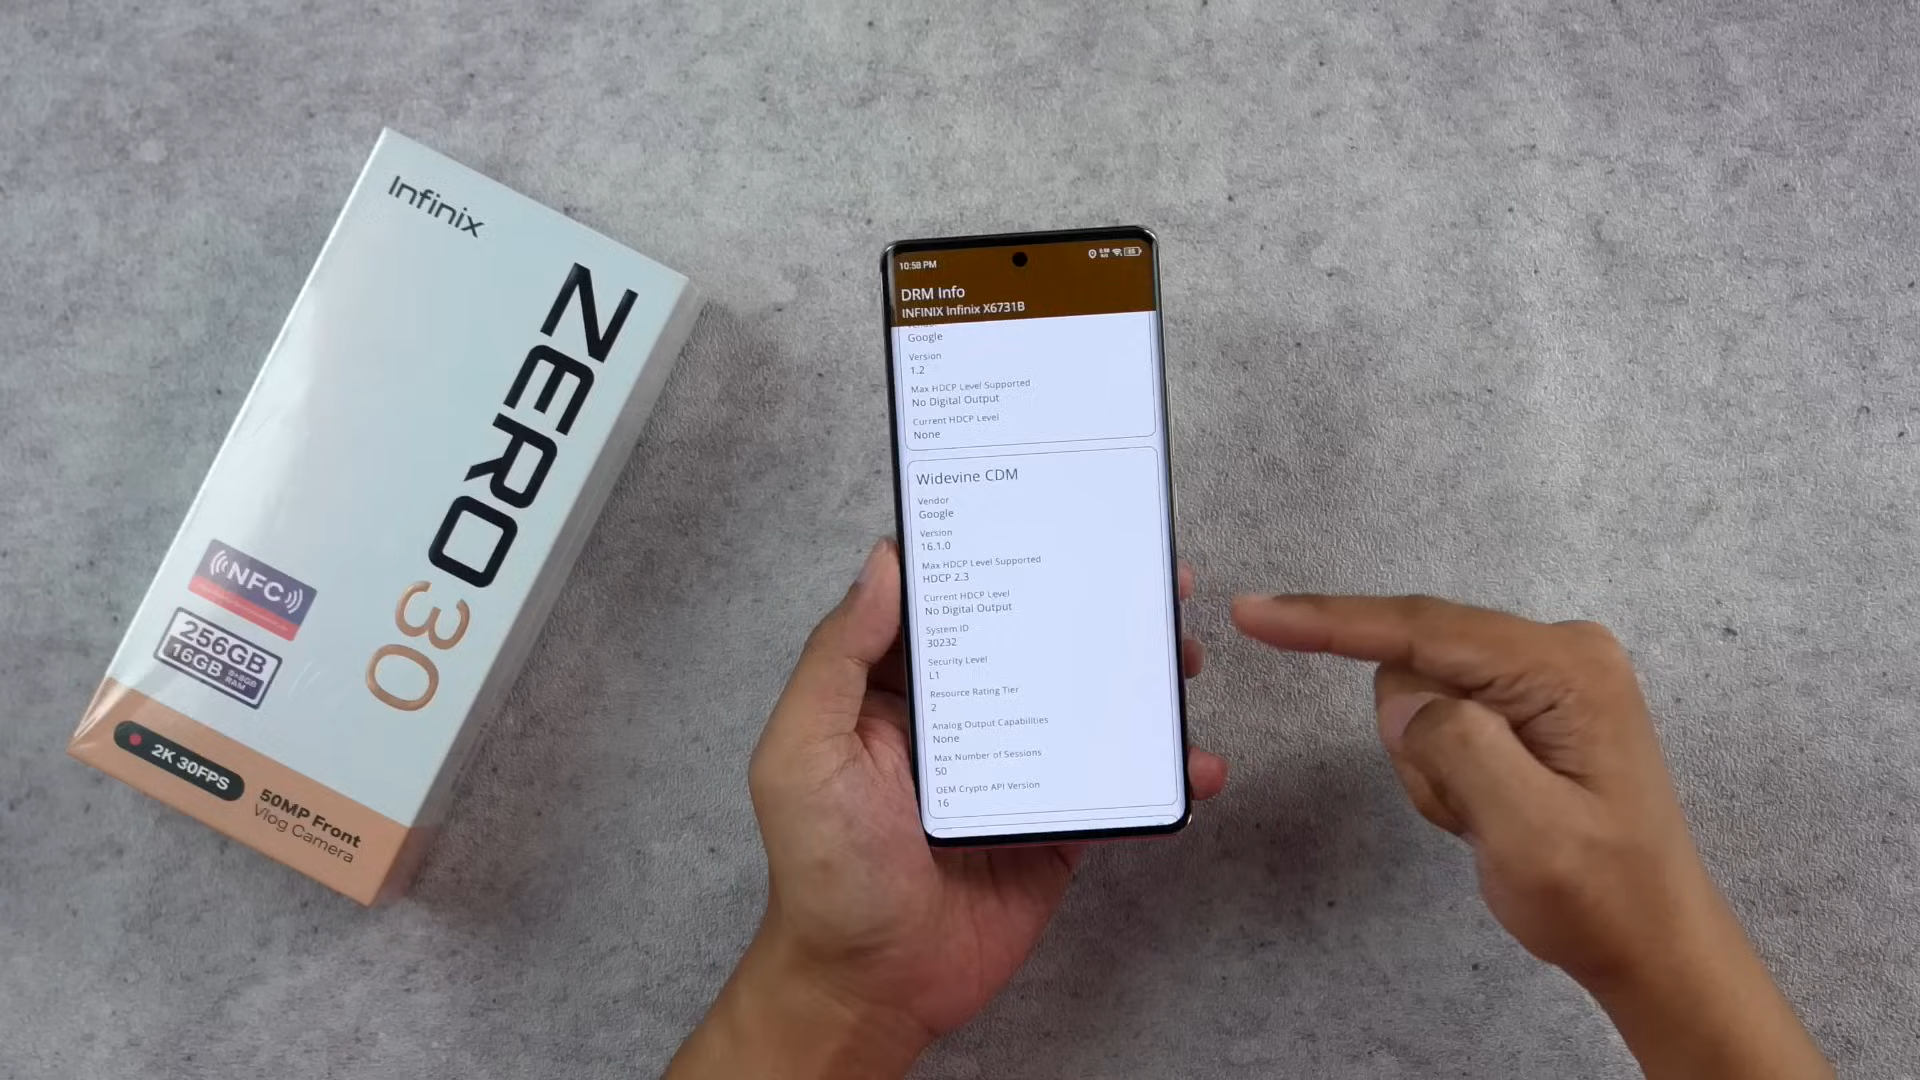 Infinix
ZERO 30
NFC
256GB
16GB 8+8GB RAM
2K 30FPS
50MP Front
Vlog Camera
10:58 PM
DRM Info
INFINIX Infinix X6731B
Google
Version
1.2
Max HDCP Level Supported
No Digital Output
Current HDCP Level
None
Widevine CDM
Vendor
Google
Version
16.1.0
Max HDCP Level Supported
HDCP 2.3
Current HDCP Level
No Digital Output
System ID
30232
Security Level
L1
Resource Rating Tier
2
Analog Output Capabilities
None
Max Number of Sessions
50
OEM Crypto API Version
16